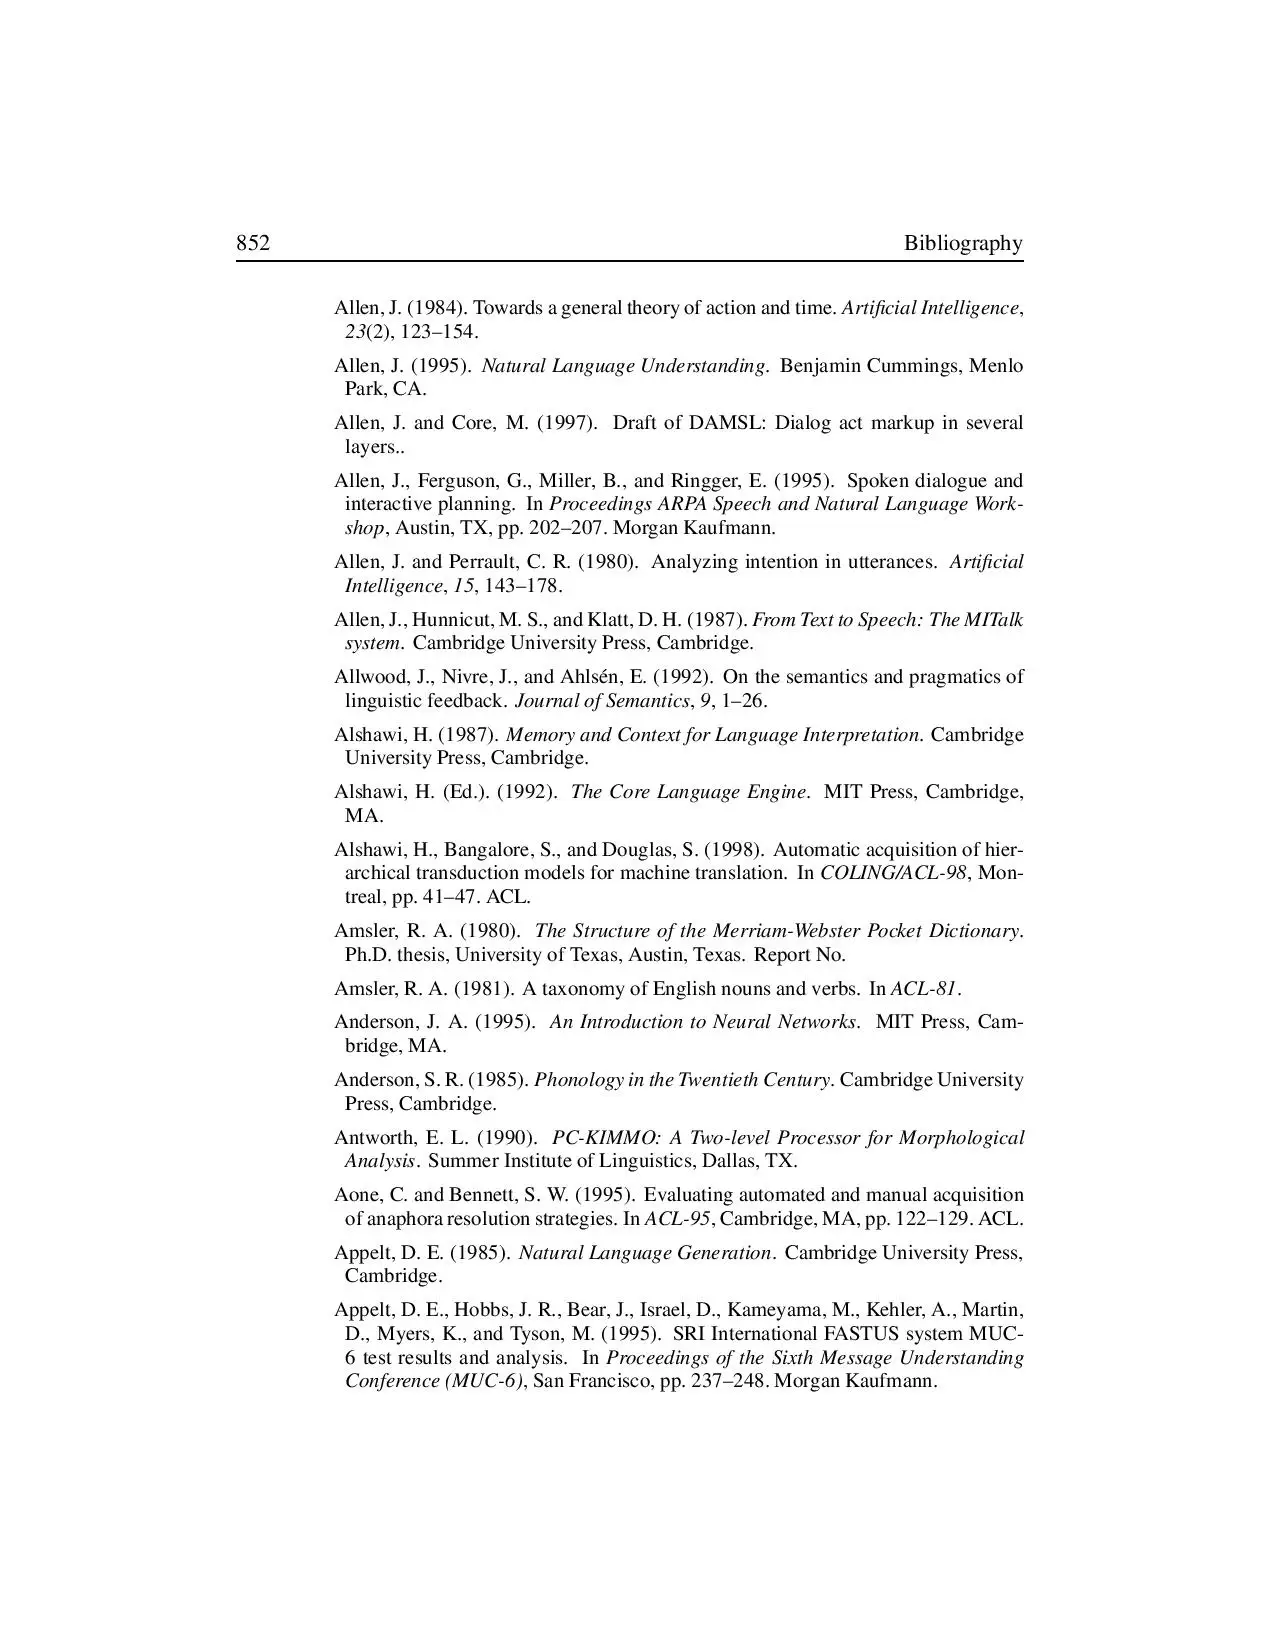 852 Bibliography
Allen, J. (1984). Towards a general theory of action and time. Artificial Intelligence,
23(2), 123–154.
Allen, J. (1995). Natural Language Understanding. Benjamin Cummings, Menlo
Park, CA.
Allen, J. and Core, M. (1997). Draft of DAMSL: Dialog act markup in several
layers..
Allen, J., Ferguson, G., Miller, B., and Ringger, E. (1995). Spoken dialogue and
interactive planning. In Proceedings ARPA Speech and Natural Language Work-
shop, Austin, TX, pp. 202–207. Morgan Kaufmann.
Allen, J. and Perrault, C. R. (1980). Analyzing intention in utterances. Artificial
Intelligence, 15, 143–178.
Allen, J., Hunnicut, M. S., and Klatt, D. H. (1987). From Text to Speech: The MITalk
system. Cambridge University Press, Cambridge.
Allwood, J., Nivre, J., and Ahlsén, E. (1992). On the semantics and pragmatics of
linguistic feedback. Journal of Semantics, 9, 1–26.
Alshawi, H. (1987). Memory and Context for Language Interpretation. Cambridge
University Press, Cambridge.
Alshawi, H. (Ed.). (1992). The Core Language Engine. MIT Press, Cambridge,
MA.
Alshawi, H., Bangalore, S., and Douglas, S. (1998). Automatic acquisition of hier-
archical transduction models for machine translation. In COLING/ACL-98, Mon-
treal, pp. 41–47. ACL.
Amsler, R. A. (1980). The Structure of the Merriam-Webster Pocket Dictionary.
Ph.D. thesis, University of Texas, Austin, Texas. Report No.
Amsler, R. A. (1981). A taxonomy of English nouns and verbs. In ACL-81.
Anderson, J. A. (1995). An Introduction to Neural Networks. MIT Press, Cam-
bridge, MA.
Anderson, S. R. (1985). Phonology in the Twentieth Century. Cambridge University
Press, Cambridge.
Antworth, E. L. (1990). PC-KIMMO: A Two-level Processor for Morphological
Analysis. Summer Institute of Linguistics, Dallas, TX.
Aone, C. and Bennett, S. W. (1995). Evaluating automated and manual acquisition
of anaphora resolution strategies. In ACL-95, Cambridge, MA, pp. 122–129. ACL.
Appelt, D. E. (1985). Natural Language Generation. Cambridge University Press,
Cambridge.
Appelt, D. E., Hobbs, J. R., Bear, J., Israel, D., Kameyama, M., Kehler, A., Martin,
D., Myers, K., and Tyson, M. (1995). SRI International FASTUS system MUC-
6 test results and analysis. In Proceedings of the Sixth Message Understanding
Conference (MUC-6), San Francisco, pp. 237–248. Morgan Kaufmann.